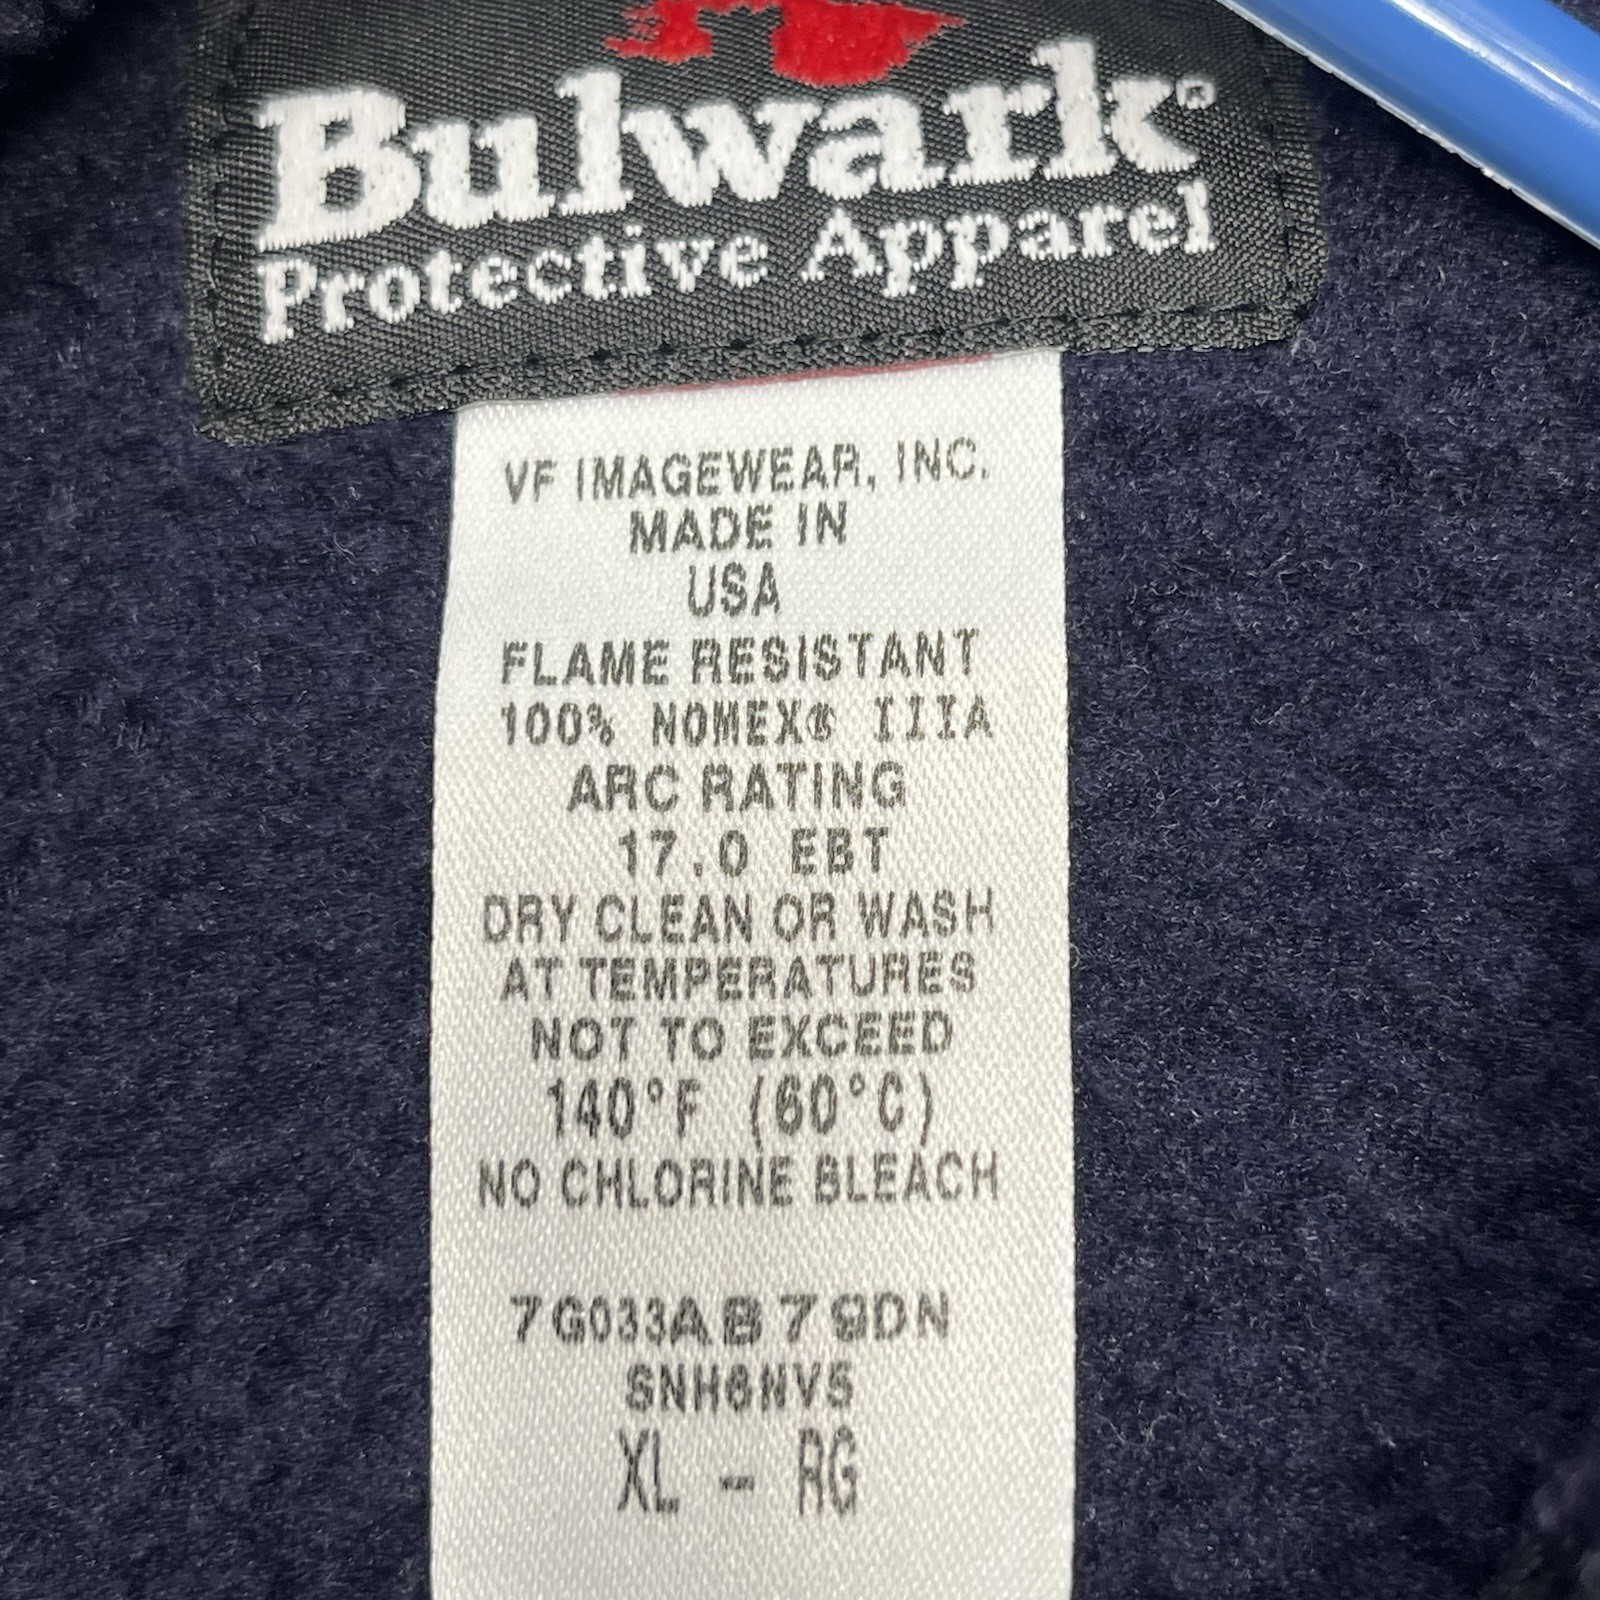 Bulwark®
Protective Apparel
VF IMAGEWEAR, INC.
MADE IN
USA
FLAME RESISTANT
100% NOMEX® IIIA
ARC RATING
17.0 EBT
DRY CLEAN OR WASH
AT TEMPERATURES
NOT TO EXCEED
140°F (60°C)
NO CHLORINE BLEACH
7G033AB79DN
SNH6NV5
XL - RG